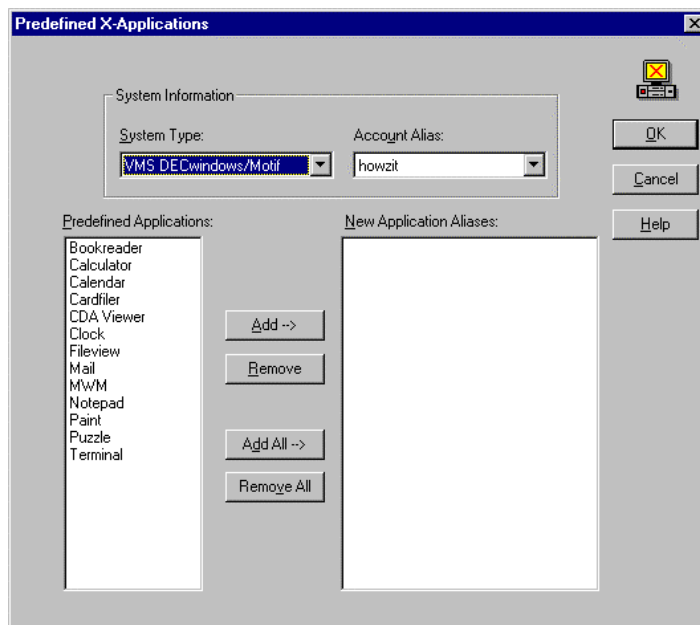 Predefined X-Applications
System Information
System Type:
Account Alias:
VMS DECwindows/Motif
howzit
OK
Cancel
Help
Predefined Applications:
New Application Aliases:
Bookreader
Calculator
Calendar
Cardfiler
CDA Viewer
Clock
Fileview
Mail
MWM
Notepad
Paint
Puzzle
Terminal
Add -->
Remove
Add All -->
Remove All